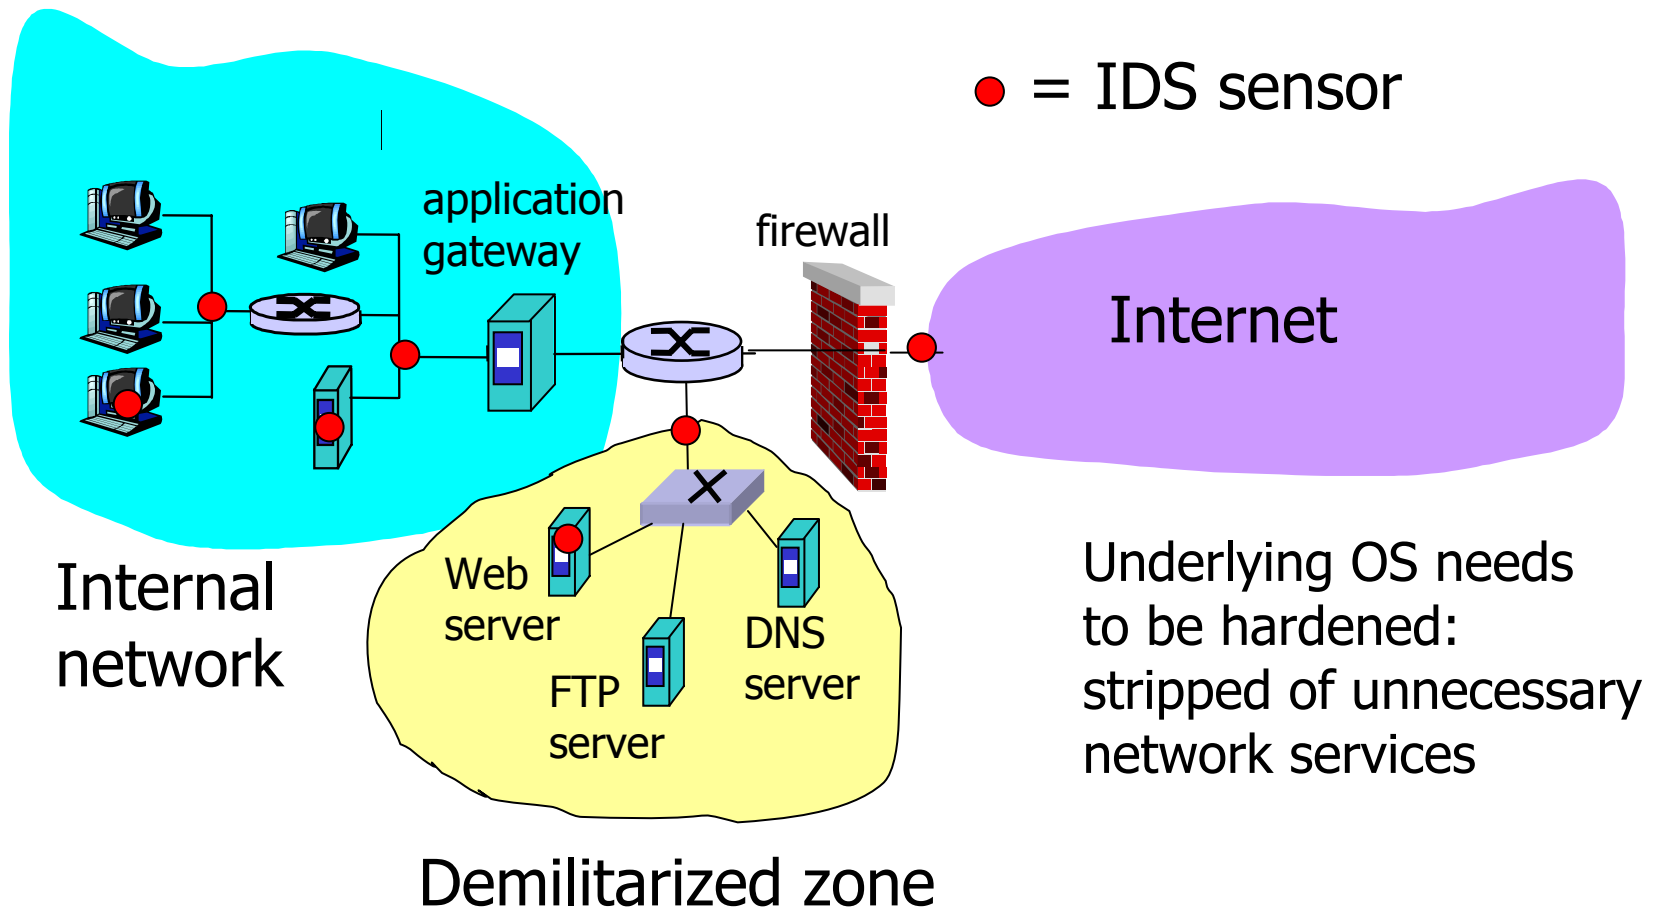 = IDS sensor
application
gateway
firewall
Internet
Internal
network
Web
server
FTP
server
DNS
server
Underlying OS needs
to be hardened:
stripped of unnecessary
network services
Demilitarized zone